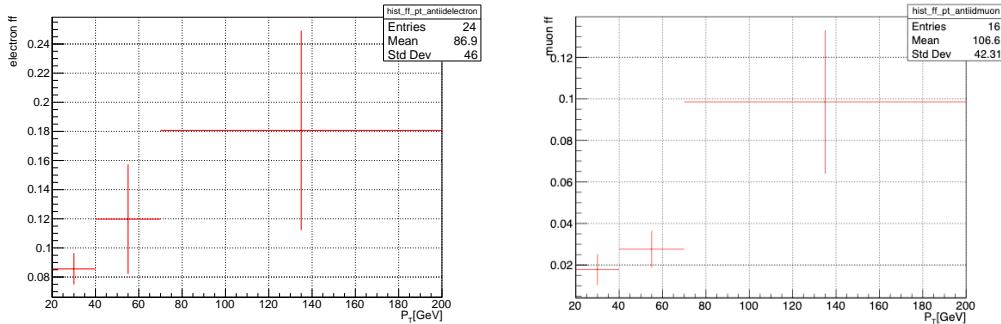 hist_ff_pt_antiidelectron
Entries 24
Mean 86.9
Std Dev 46
electron ff
0.24
0.22
0.2
0.18
0.16
0.14
0.12
0.1
0.08
20 40 60 80 100 120 140 160 180 200
P_T[GeV]
hist_ff_pt_antiidmuon
Entries 16
Mean 106.6
Std Dev 42.31
muon ff
0.12
0.1
0.08
0.06
0.04
0.02
20 40 60 80 100 120 140 160 180 200
P_T[GeV]